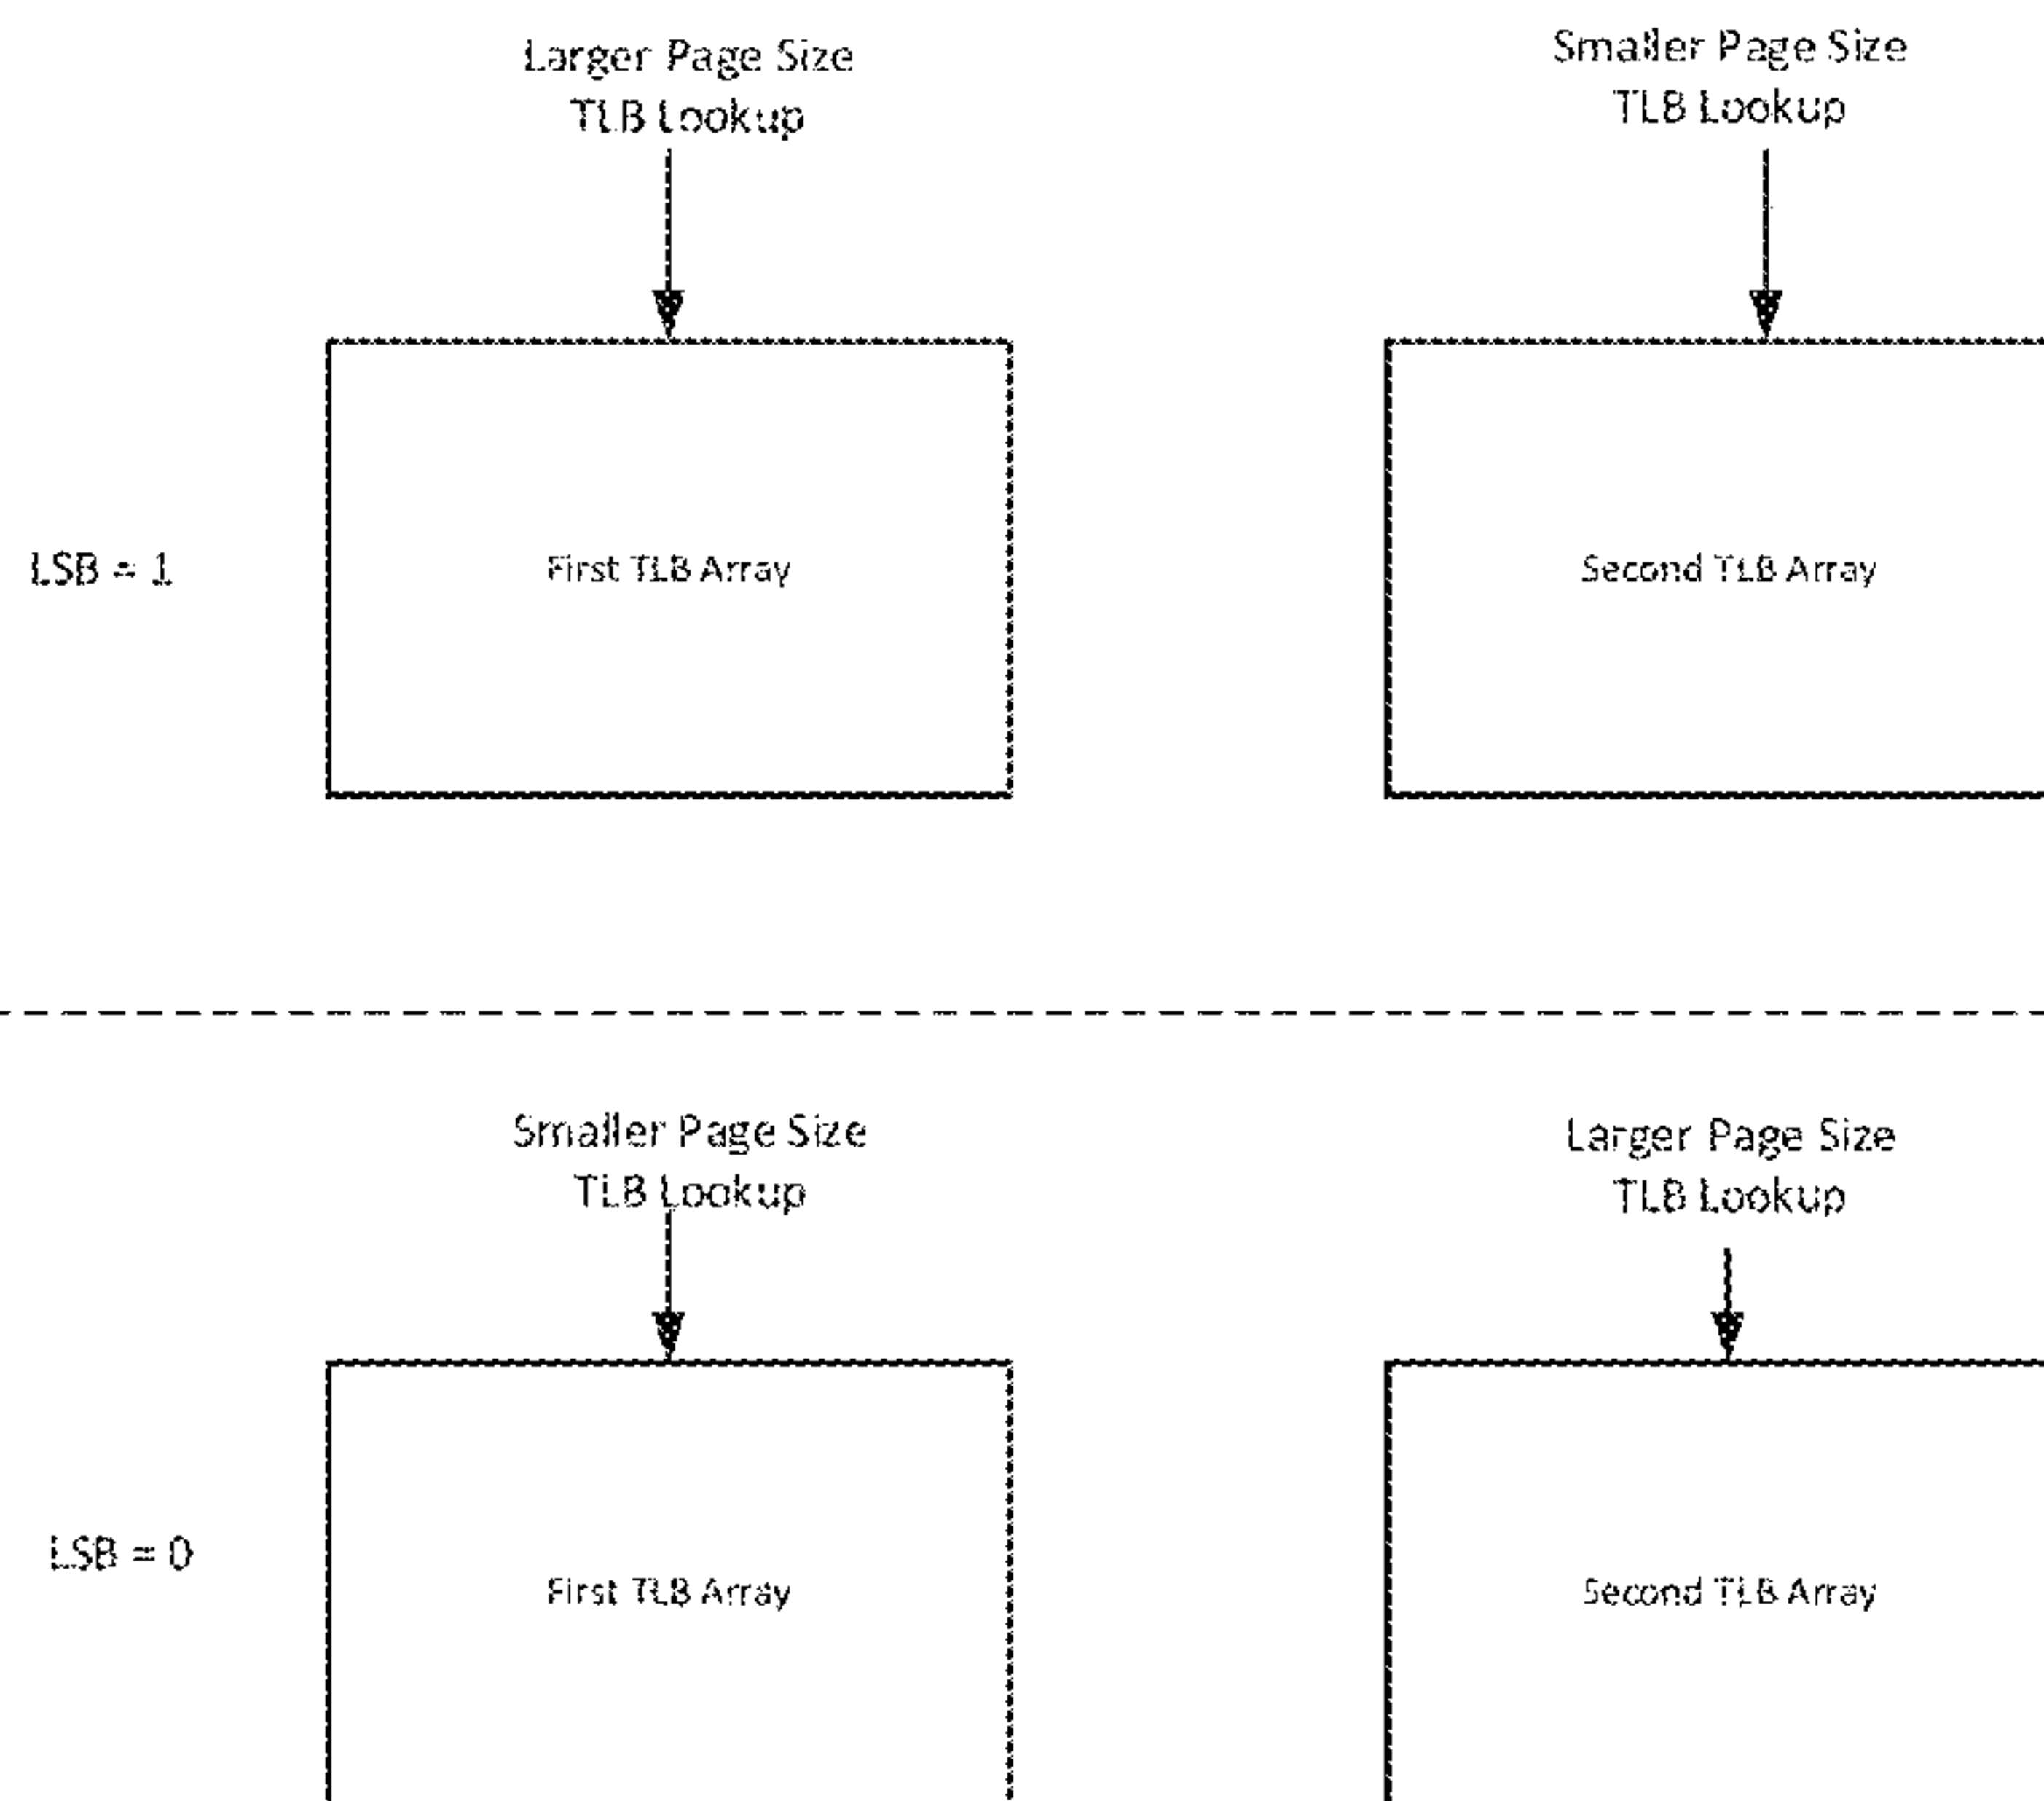 Larger Page Size
TLB Lookup
Smaller Page Size
TLB Lookup
LSB = 1
First TLB Array
Second TLB Array
Smaller Page Size
TLB Lookup
Larger Page Size
TLB Lookup
LSB = 0
First TLB Array
Second TLB Array